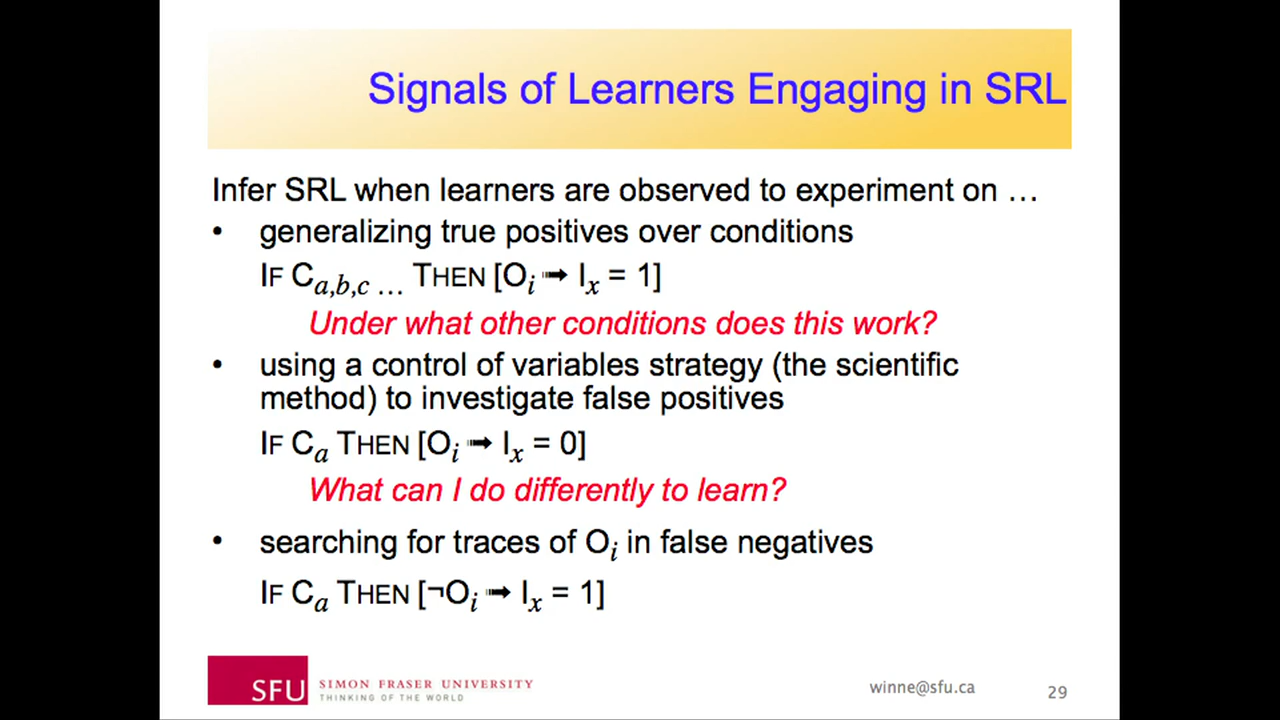 Signals of Learners Engaging in SRL
Infer SRL when learners are observed to experiment on …
• generalizing true positives over conditions
IF Ca,b,c … THEN [Oi ➟ Ix = 1]
Under what other conditions does this work?
• using a control of variables strategy (the scientific
method) to investigate false positives
IF Ca THEN [Oi ➟ Ix = 0]
What can I do differently to learn?
• searching for traces of Oi in false negatives
IF Ca THEN [¬Oi ➟ Ix = 1]
SFU SIMON FRASER UNIVERSITY
THINKING OF THE WORLD
winne@sfu.ca
29